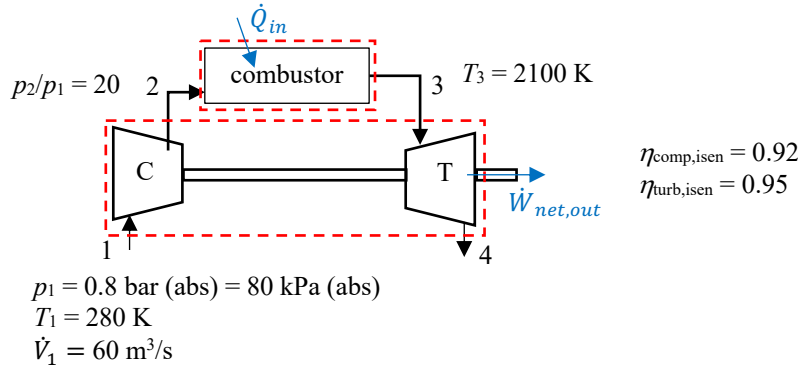 Q̇in
combustor
p2/p1 = 20
2
3
T3 = 2100 K
C
T
ηcomp,isen = 0.92
ηturb,isen = 0.95
Ẇnet,out
1
4
p1 = 0.8 bar (abs) = 80 kPa (abs)
T1 = 280 K
V̇1 = 60 m³/s